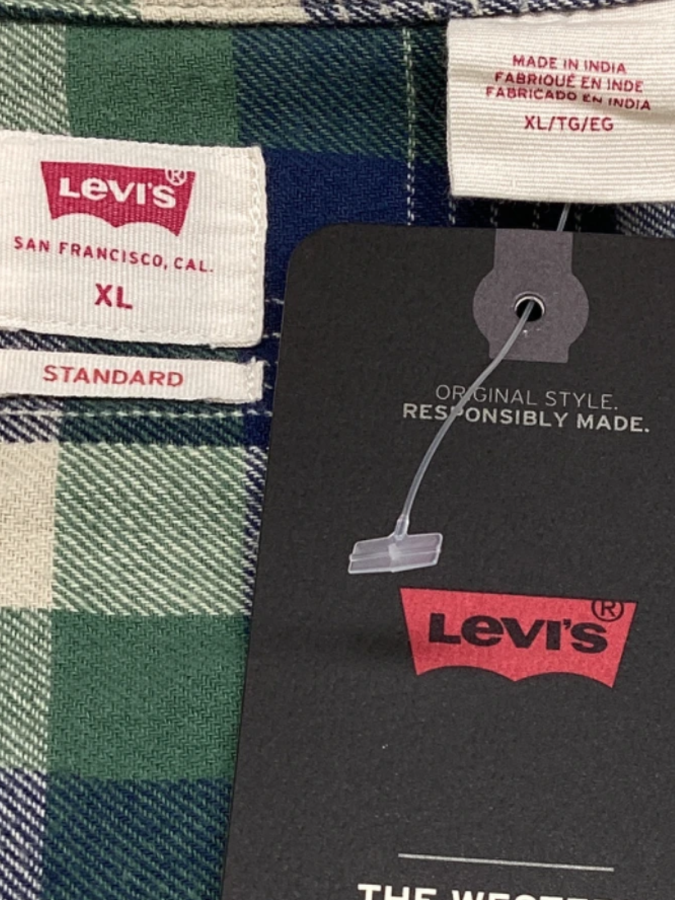 MADE IN INDIA
FABRIQUÉ EN INDE
FABRICADO EN INDIA
XL/TG/EG
LEVI'S®
SAN FRANCISCO, CAL.
XL
STANDARD
ORIGINAL STYLE.
RESPONSIBLY MADE.
LEVI'S®
THE